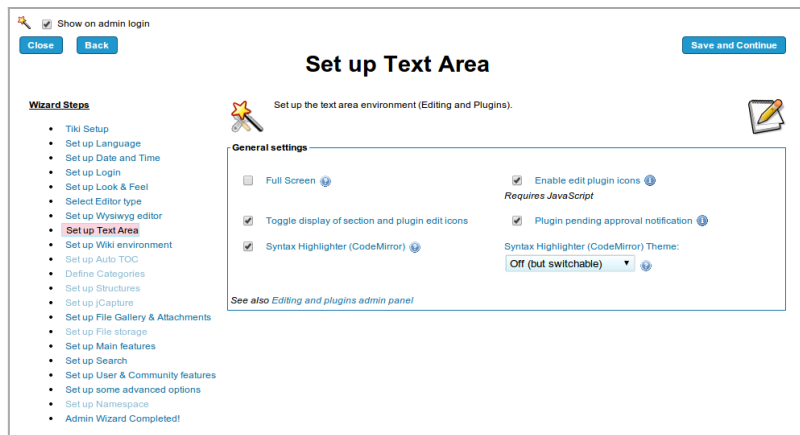 Show on admin login
Close Back Save and Continue
Set up Text Area
Wizard Steps
Tiki Setup
Set up Language
Set up Date and Time
Set up Login
Set up Look & Feel
Select Editor type
Set up Wysiwyg editor
Set up Text Area
Set up Wiki environment
Set up Auto TOC
Define Categories
Set up Structures
Set up jCapture
Set up File Gallery & Attachments
Set up File storage
Set up Main features
Set up Search
Set up User & Community features
Set up some advanced options
Set up Namespace
Admin Wizard Completed!
Set up the text area environment (Editing and Plugins).
General settings
Full Screen
Enable edit plugin icons
Requires JavaScript
Toggle display of section and plugin edit icons
Plugin pending approval notification
Syntax Highlighter (CodeMirror)
Syntax Highlighter (CodeMirror) Theme:
Off (but switchable)
See also Editing and plugins admin panel